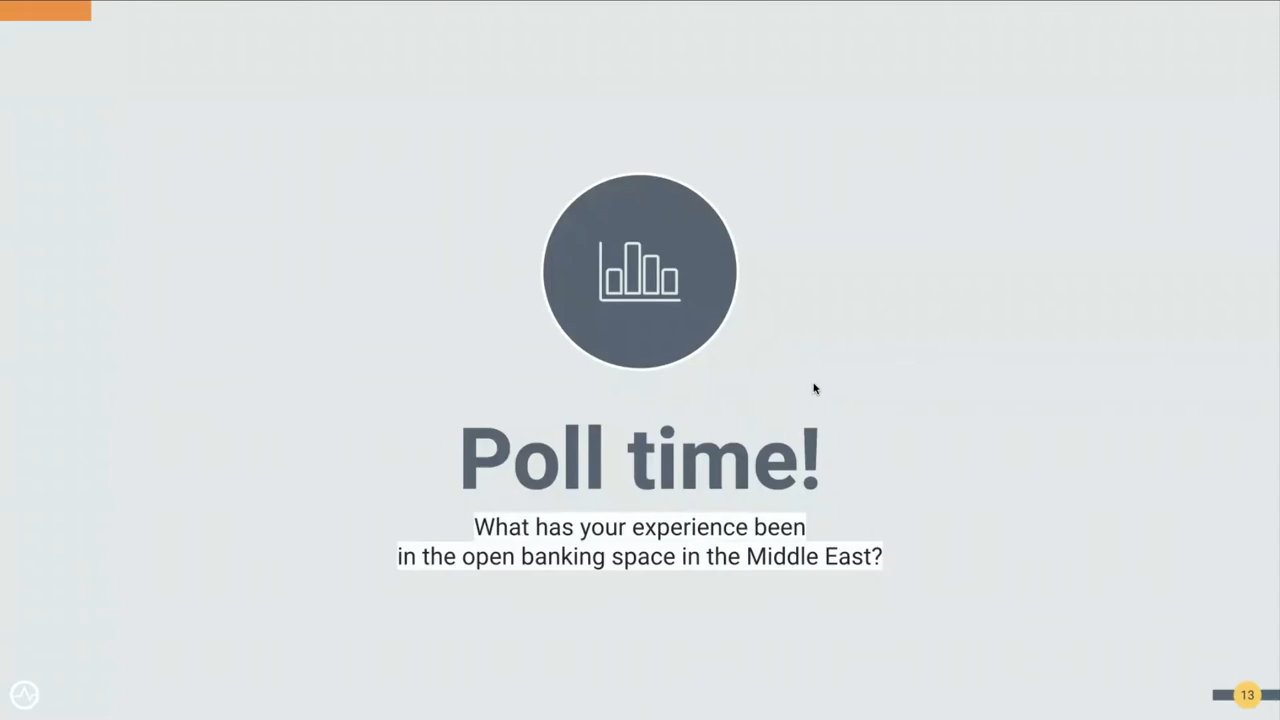 Poll time!
What has your experience been
in the open banking space in the Middle East?
13